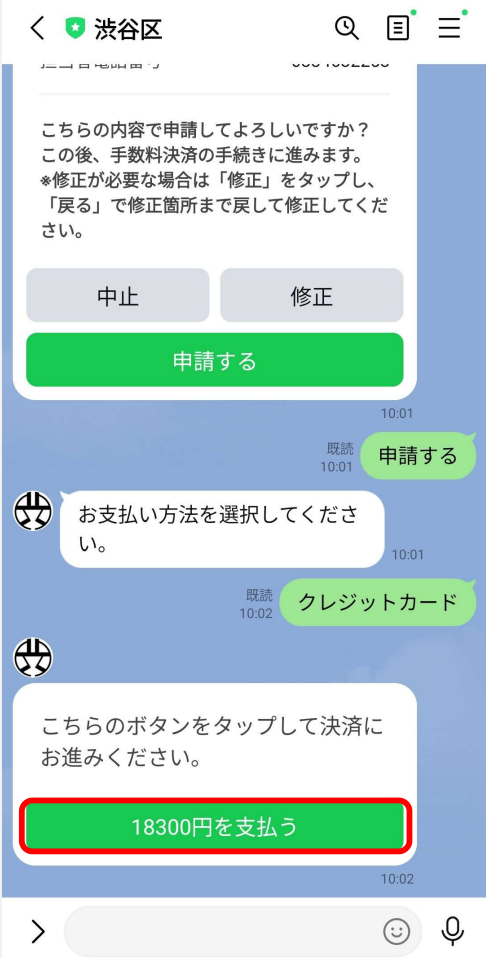 渋谷区
こちらの内容で申請してよろしいですか？
この後、手数料決済の手続きに進みます。
※修正が必要な場合は「修正」をタップし、
「戻る」で修正箇所まで戻して修正してくだ
さい。
中止
修正
申請する
10:01
既読
10:01
申請する
お支払い方法を選択してくださ
い。
10:01
既読
10:02
クレジットカード
こちらのボタンをタップして決済に
お進みください。
18300円を支払う
10:02